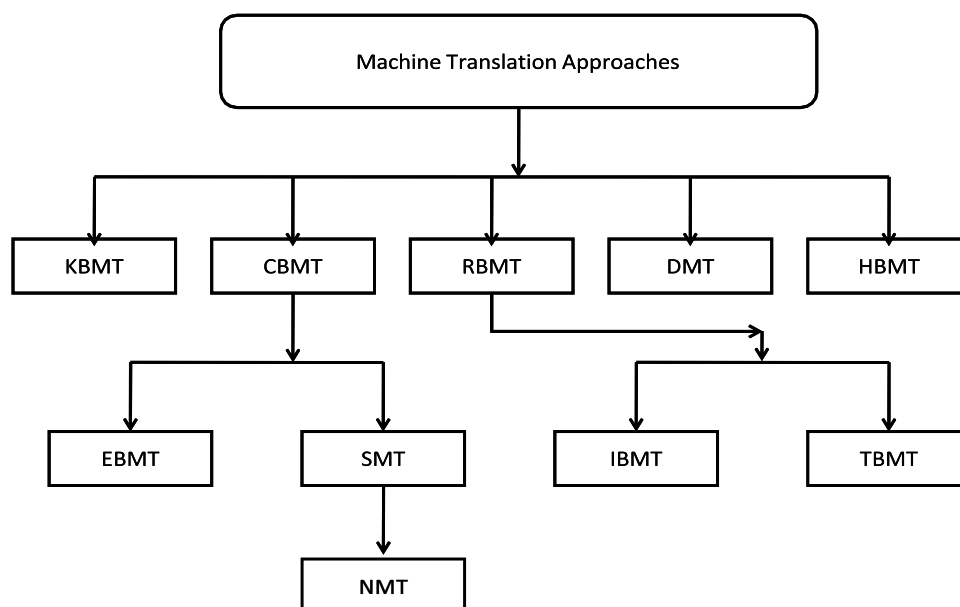 Machine Translation Approaches
KBMT
CBMT
RBMT
DMT
HBMT
EBMT
SMT
IBMT
TBMT
NMT